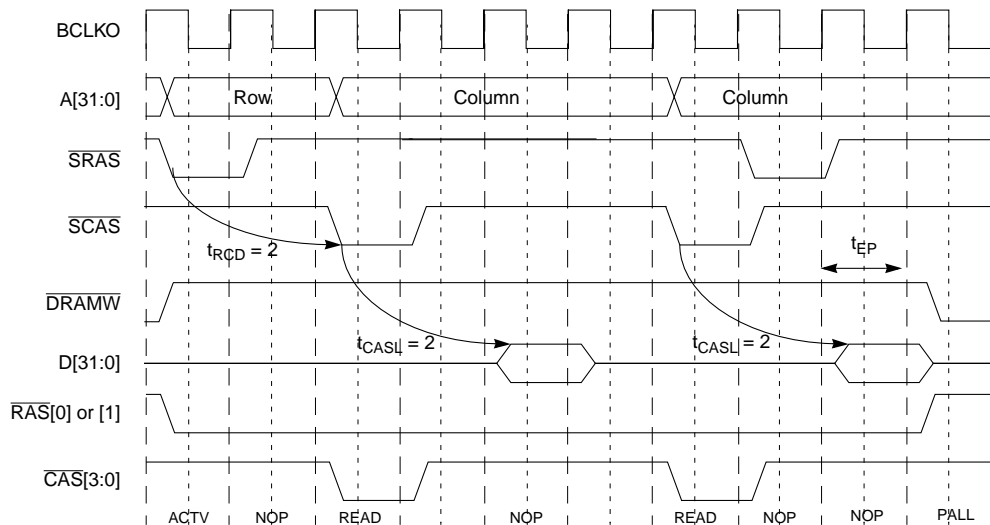 BCLKO
A[31:0]
Row
Column
Column
SRAS
SCAS
tRCD = 2
tEP
DRAMW
tCASL = 2
tCASL = 2
D[31:0]
RAS[0] or [1]
CAS[3:0]
ACTV
NOP
READ
NOP
READ
NOP
NOP
PALL